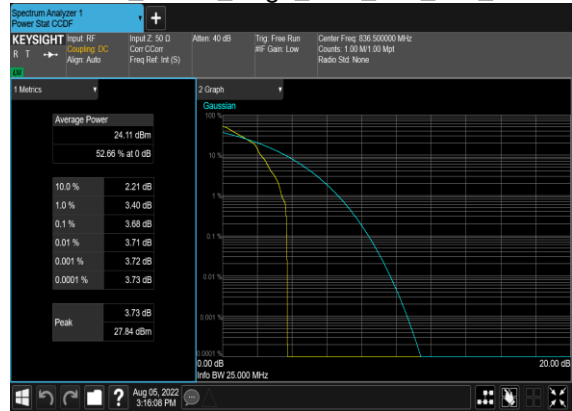 Spectrum Analyzer 1
Power Stat CCDF
KEYSIGHT
R T
Input: RF
Coupling: DC
Align: Auto
Input Z: 50 Ω
Corr CCorr
Freq Ref: Int (S)
Atten: 40 dB
Trig: Free Run
#IF Gain: Low
Center Freq: 836.500000 MHz
Counts: 1.00 M/1.00 Mpt
Radio Std: None
1 Metrics
Average Power
24.11 dBm
52.66 % at 0 dB
10.0 % 2.21 dB
1.0 % 3.40 dB
0.1 % 3.68 dB
0.01 % 3.71 dB
0.001 % 3.72 dB
0.0001 % 3.73 dB
Peak
3.73 dB
27.84 dBm
2 Graph
Gaussian
100 %
10 %
1 %
0.1 %
0.01 %
0.001 %
0.0001 %
0.00 dB 20.00 dB
Info BW 25.000 MHz
Aug 05, 2022
3:16:08 PM